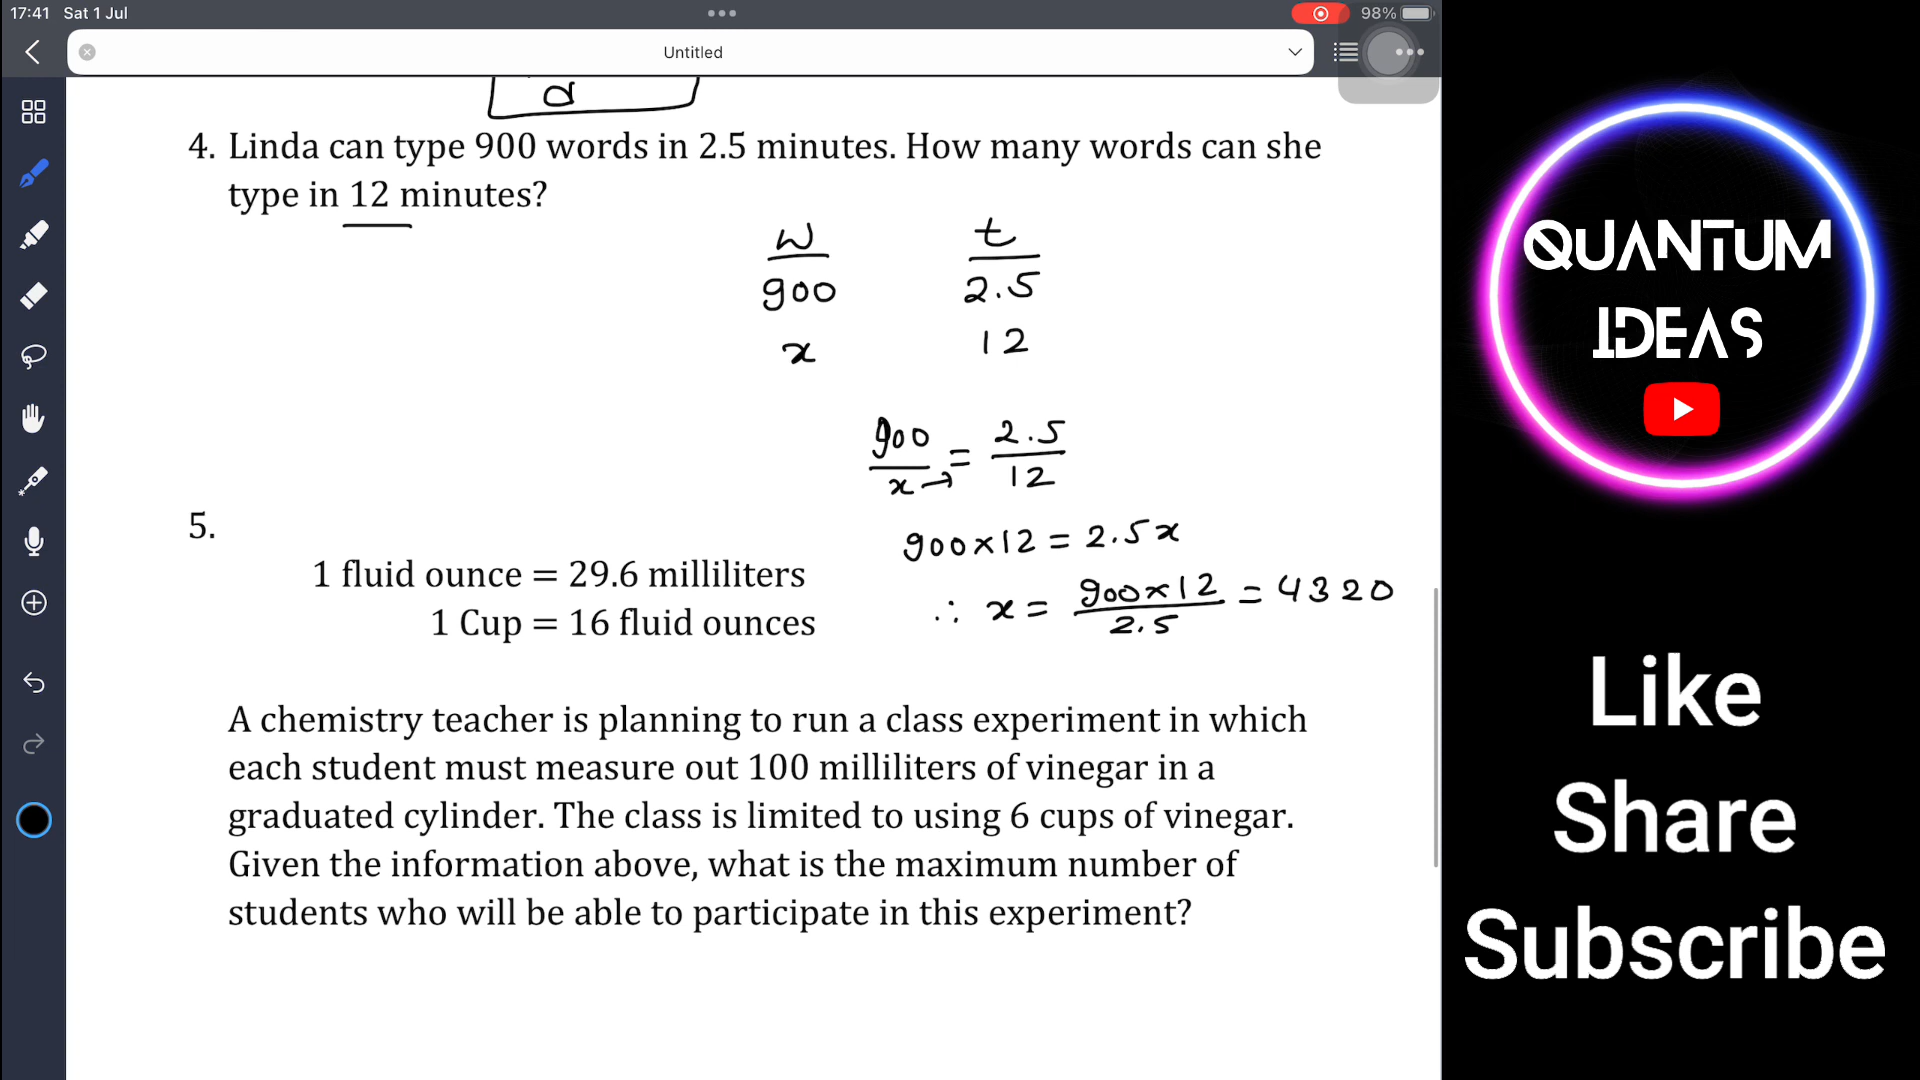 17:41 Sat 1 Jul
98%
Untitled
d
4. Linda can type 900 words in 2.5 minutes. How many words can she
type in 12 minutes?
w t
900 2.5
x 12
900/x → = 2.5/12
900×12 = 2.5x
∴ x = 900×12/2.5 = 4320
5.
1 fluid ounce = 29.6 milliliters
1 Cup = 16 fluid ounces
A chemistry teacher is planning to run a class experiment in which
each student must measure out 100 milliliters of vinegar in a
graduated cylinder. The class is limited to using 6 cups of vinegar.
Given the information above, what is the maximum number of
students who will be able to participate in this experiment?
QUANTUM
IDEAS
Like
Share
Subscribe